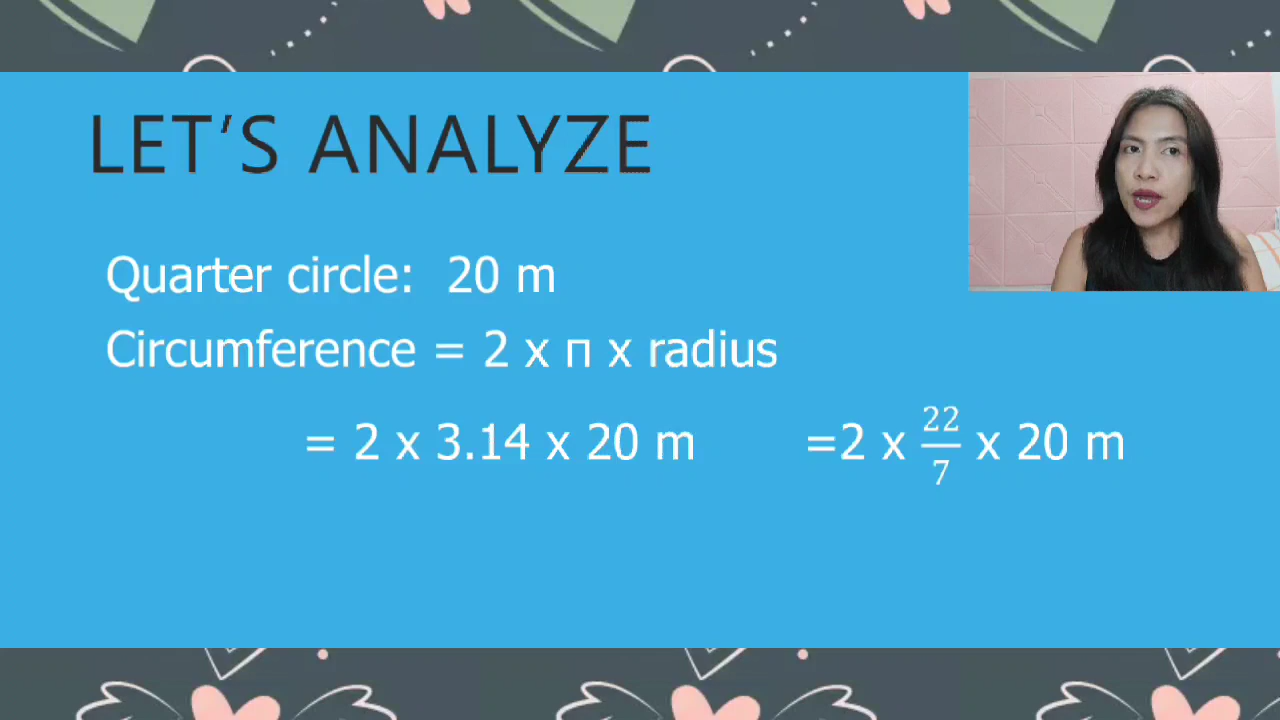 LET'S ANALYZE
Quarter circle: 20 m
Circumference = 2 x п x radius
= 2 x 3.14 x 20 m =2 x 22/7 x 20 m